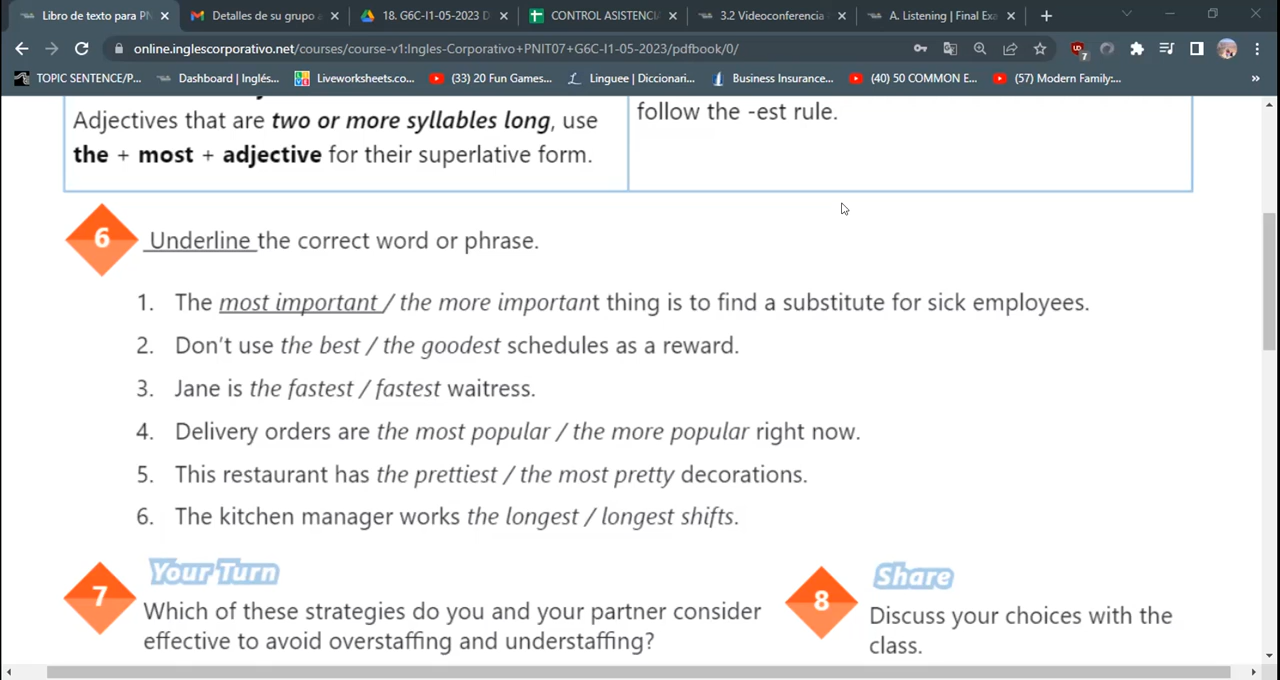 Libro de texto para PN
Detalles de su grupo a
18. G6C-I1-05-2023 D
CONTROL ASISTENCI
3.2 Videoconferencia
A. Listening | Final Exa
online.inglescorporativo.net/courses/course-v1:Ingles-Corporativo+PNIT07+G6C-I1-05-2023/pdfbook/0/
7
TOPIC SENTENCE/P...
Dashboard | Inglés...
Liveworksheets.co...
(33) 20 Fun Games...
Linguee | Diccionari...
Business Insurance...
(40) 50 COMMON E...
(57) Modern Family:...
»
Adjectives that are two or more syllables long, use
the + most + adjective for their superlative form.
follow the -est rule.
6
Underline the correct word or phrase.
1. The most important / the more important thing is to find a substitute for sick employees.
2. Don't use the best / the goodest schedules as a reward.
3. Jane is the fastest / fastest waitress.
4. Delivery orders are the most popular / the more popular right now.
5. This restaurant has the prettiest / the most pretty decorations.
6. The kitchen manager works the longest / longest shifts.
7
Your Turn
Which of these strategies do you and your partner consider
effective to avoid overstaffing and understaffing?
8
Share
Discuss your choices with the
class.